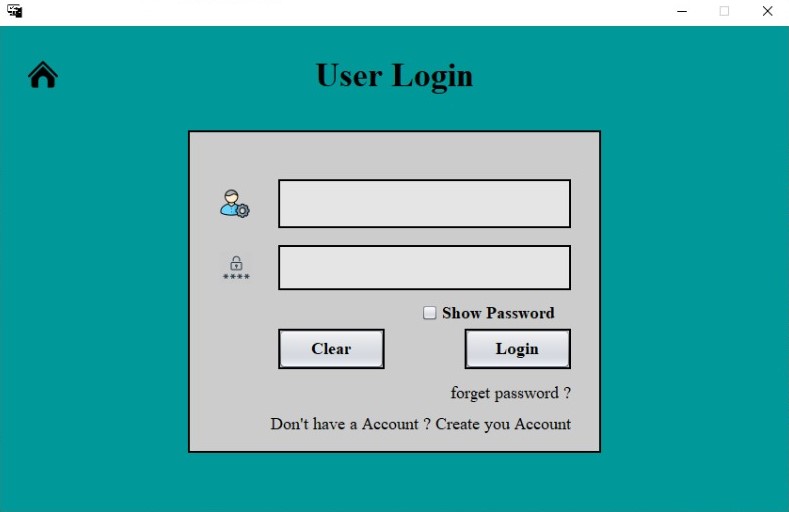 User Login
****
Show Password
Clear
Login
forget password ?
Don't have a Account ? Create you Account